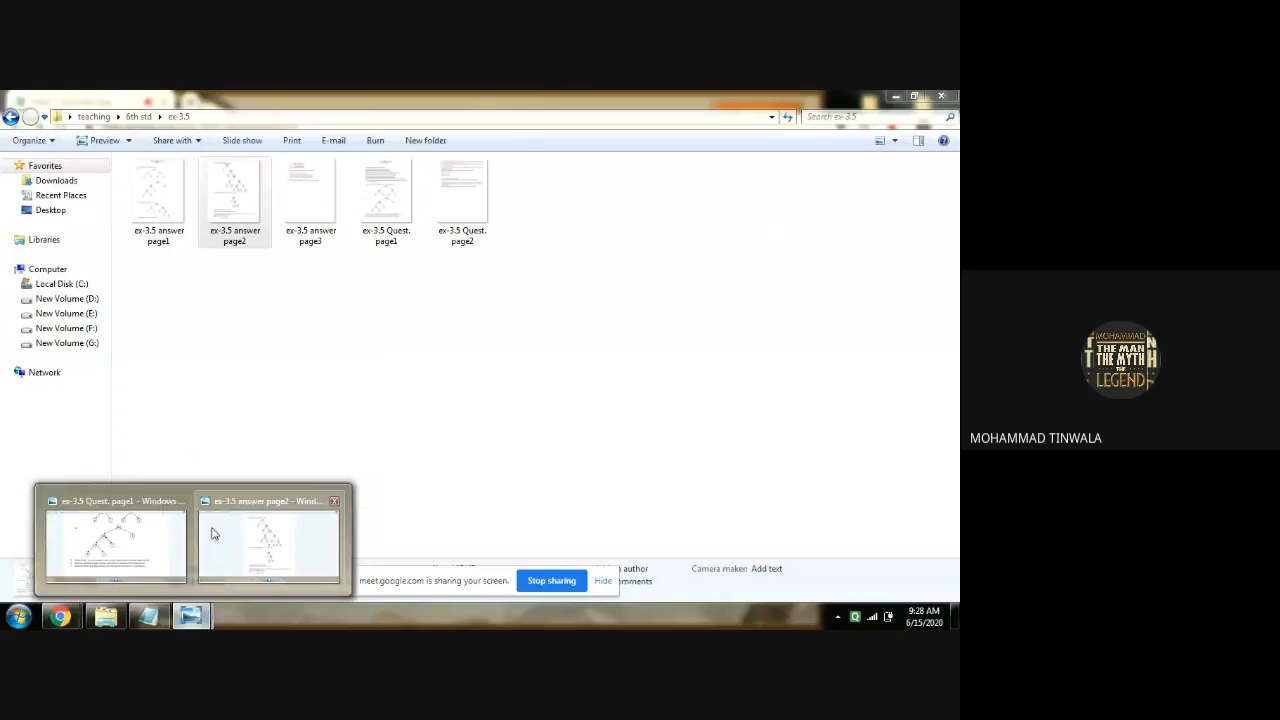 teaching ▸ 6th std ▸ ex-3.5
Search ex-3.5
Organize Preview Share with Slide show Print E-mail Burn New folder
Favorites
Downloads
Recent Places
Desktop
Libraries
Computer
Local Disk (C:)
New Volume (D:)
New Volume (E:)
New Volume (F:)
New Volume (G:)
Network
ex-3.5 answer page1
ex-3.5 answer page2
ex-3.5 answer page3
ex-3.5 Quest. page1
ex-3.5 Quest. page2
MOHAMMAD
THE MAN
THE MYTH
THE
LEGEND
MOHAMMAD TINWALA
ex-3.5 Quest. page1 - Windows ...
ex-3.5 answer page2 - Wind...
author
Camera maker: Add text
comments
meet.google.com is sharing your screen. Stop sharing Hide
9:28 AM
6/15/2020